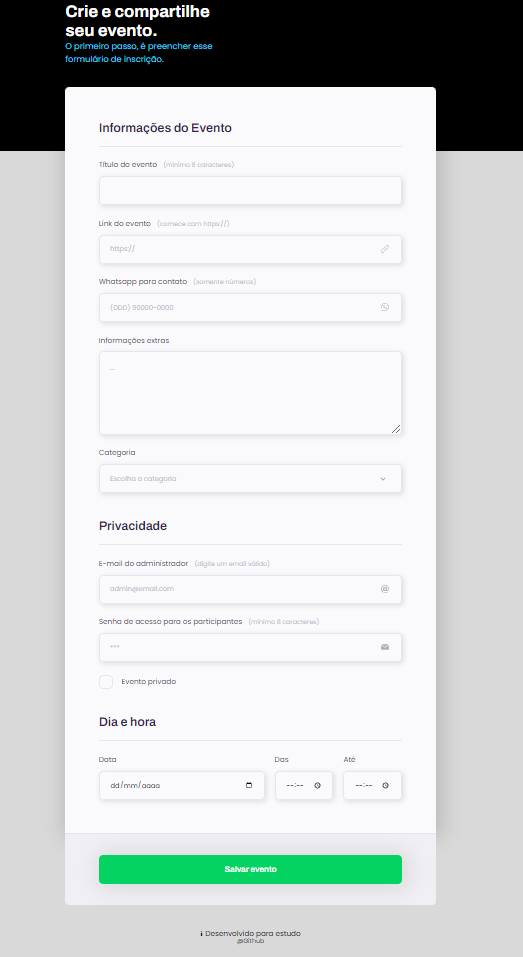 Crie e compartilhe
seu evento.
O primeiro passo, é preencher esse
formulário de inscrição.
Informações do Evento
Título do evento (mínimo 8 caracteres)
Link do evento (comece com https://)
https://
Whatsapp para contato (somente números)
(DDD) 90000-0000
Informações extras
...
Categoria
Escolha a categoria
Privacidade
E-mail do administrador (digite um email válido)
admin@email.com
Senha de acesso para os participantes (mínimo 8 caracteres)
***
Evento privado
Dia e hora
Data Das Até
dd/mm/aaaa --:-- --:--
Salvar evento
Desenvolvido para estudo
@Github